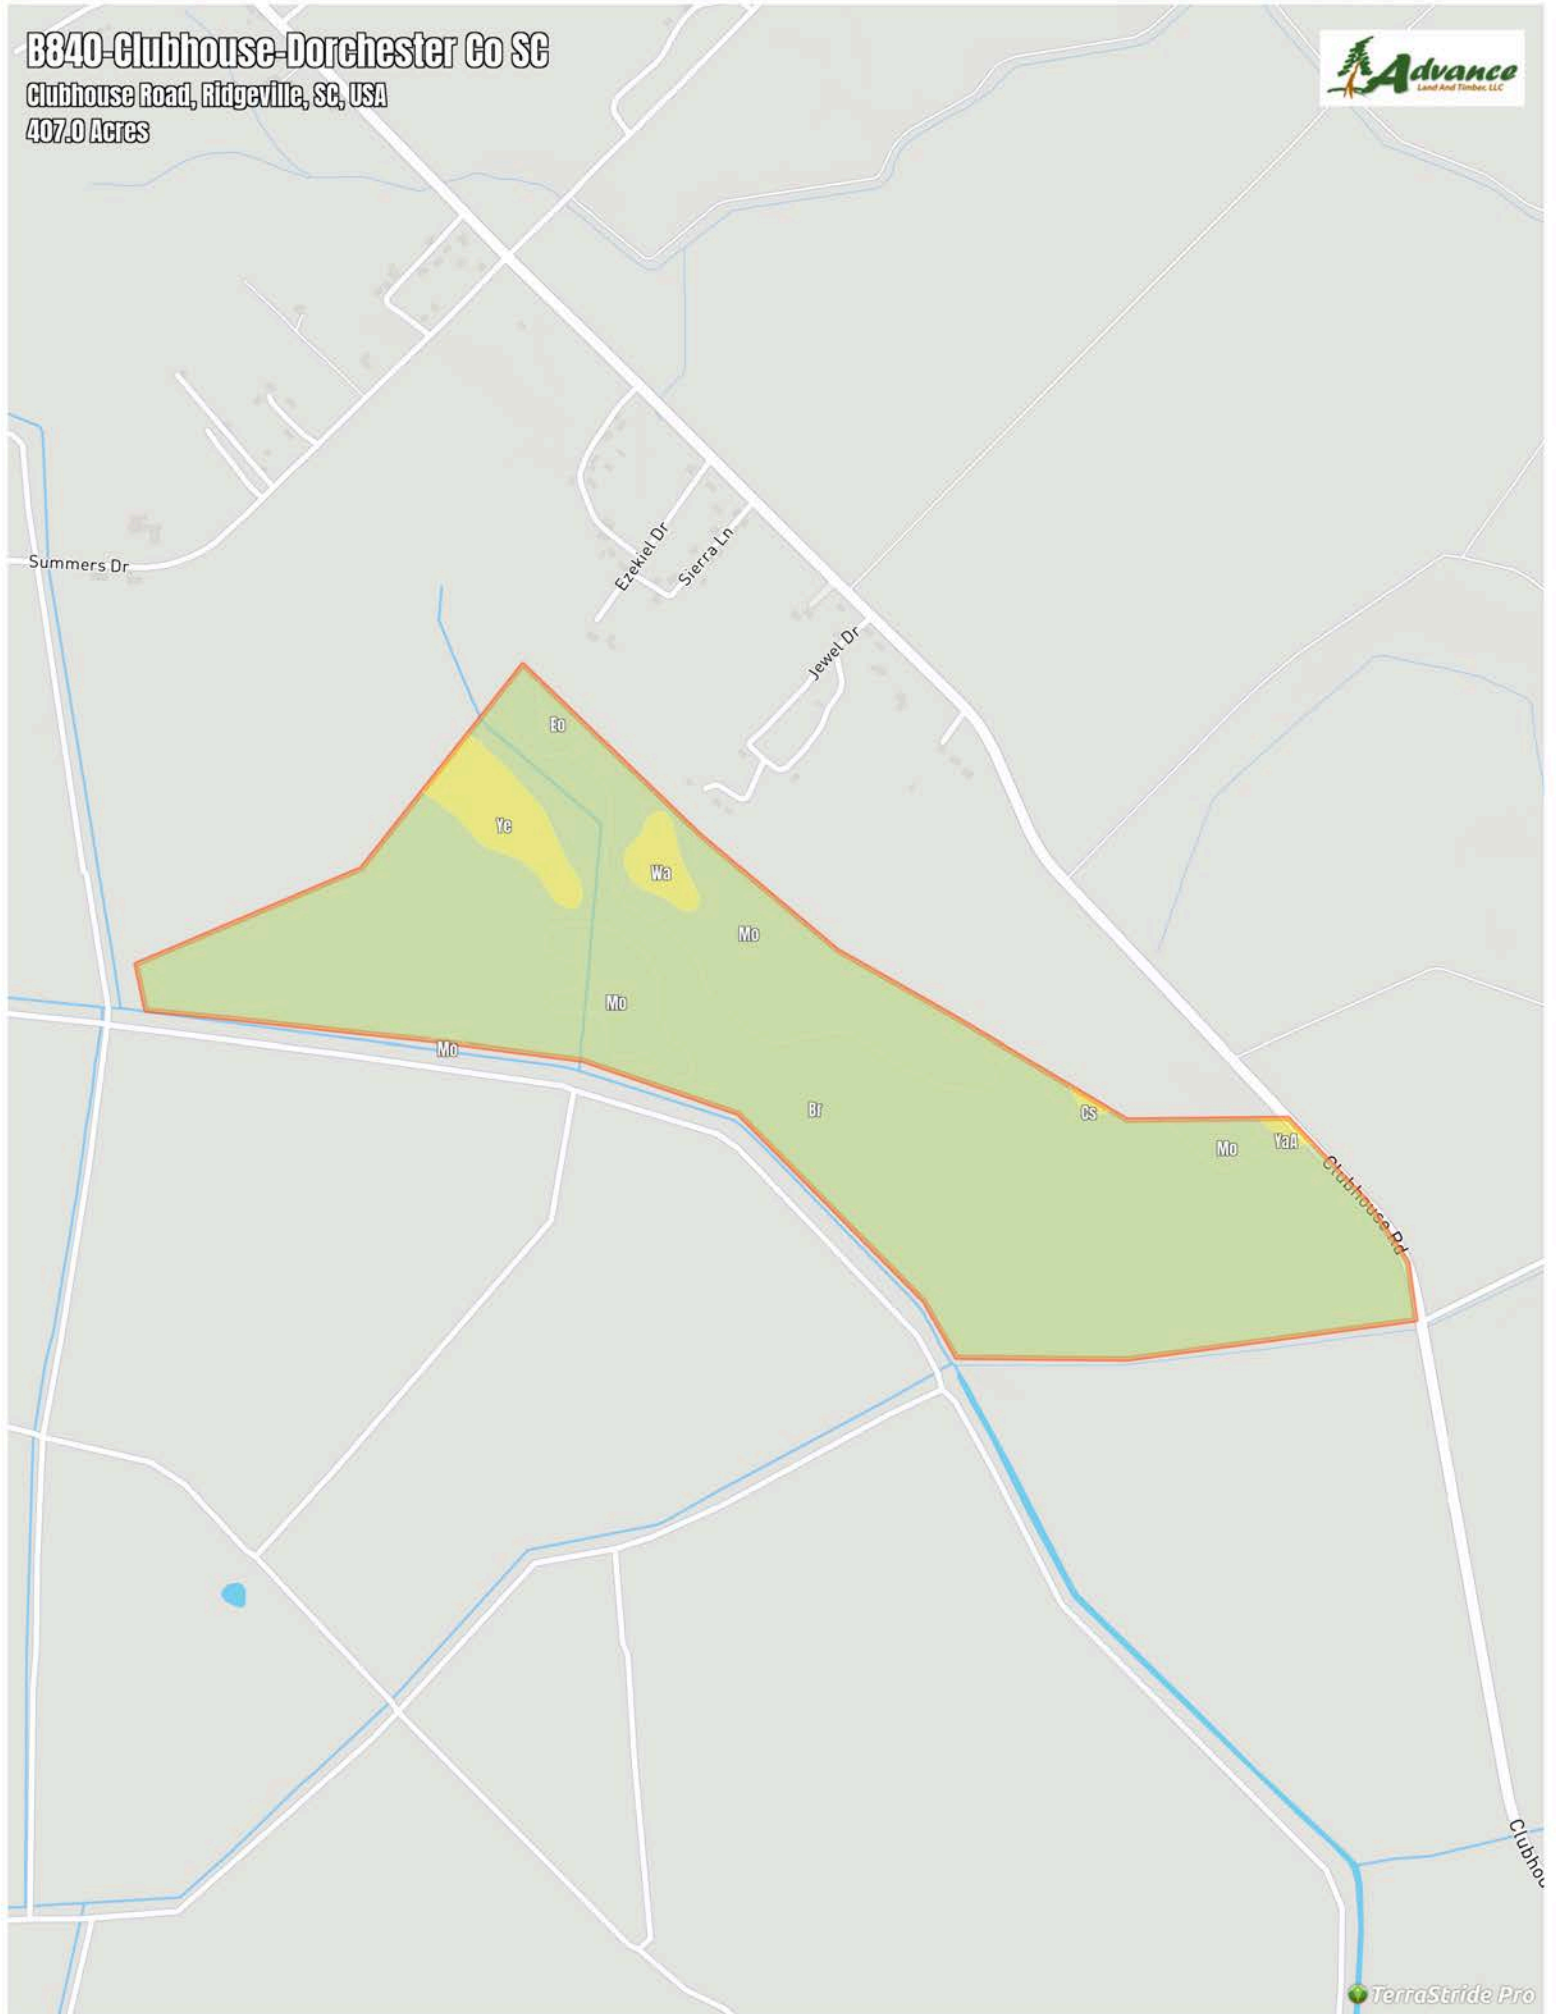 B840-Clubhouse-Dorchester Co SC
Clubhouse Road, Ridgeville, SC, USA
407.0 Acres
Advance
Land And Timber, LLC
Summers Dr
Ezekiel Dr
Sierra Ln
Jewel Dr
Eo
Ye
Wa
Mo
Mo
Mo
Br
Cs
Mo
YaA
Clubhouse Rd
Clubhou
TerraStride Pro